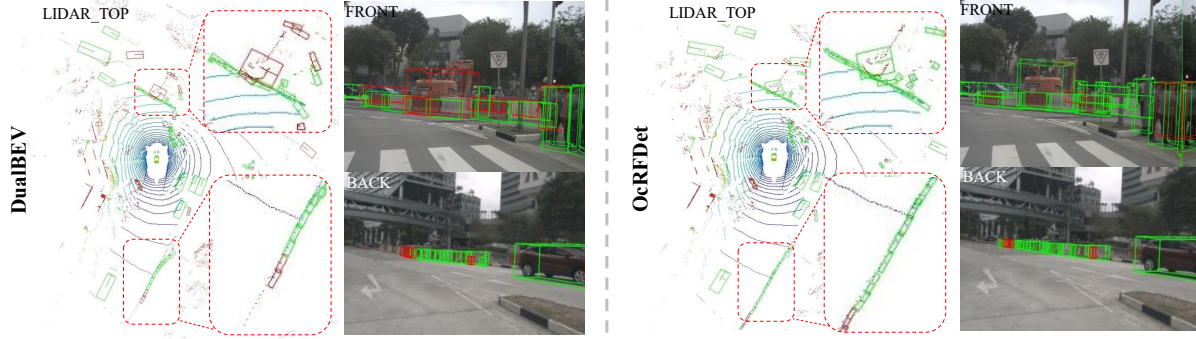 DualBEV
LIDAR_TOP
FRONT
BACK
OcRFDet
LIDAR_TOP
FRONT
BACK